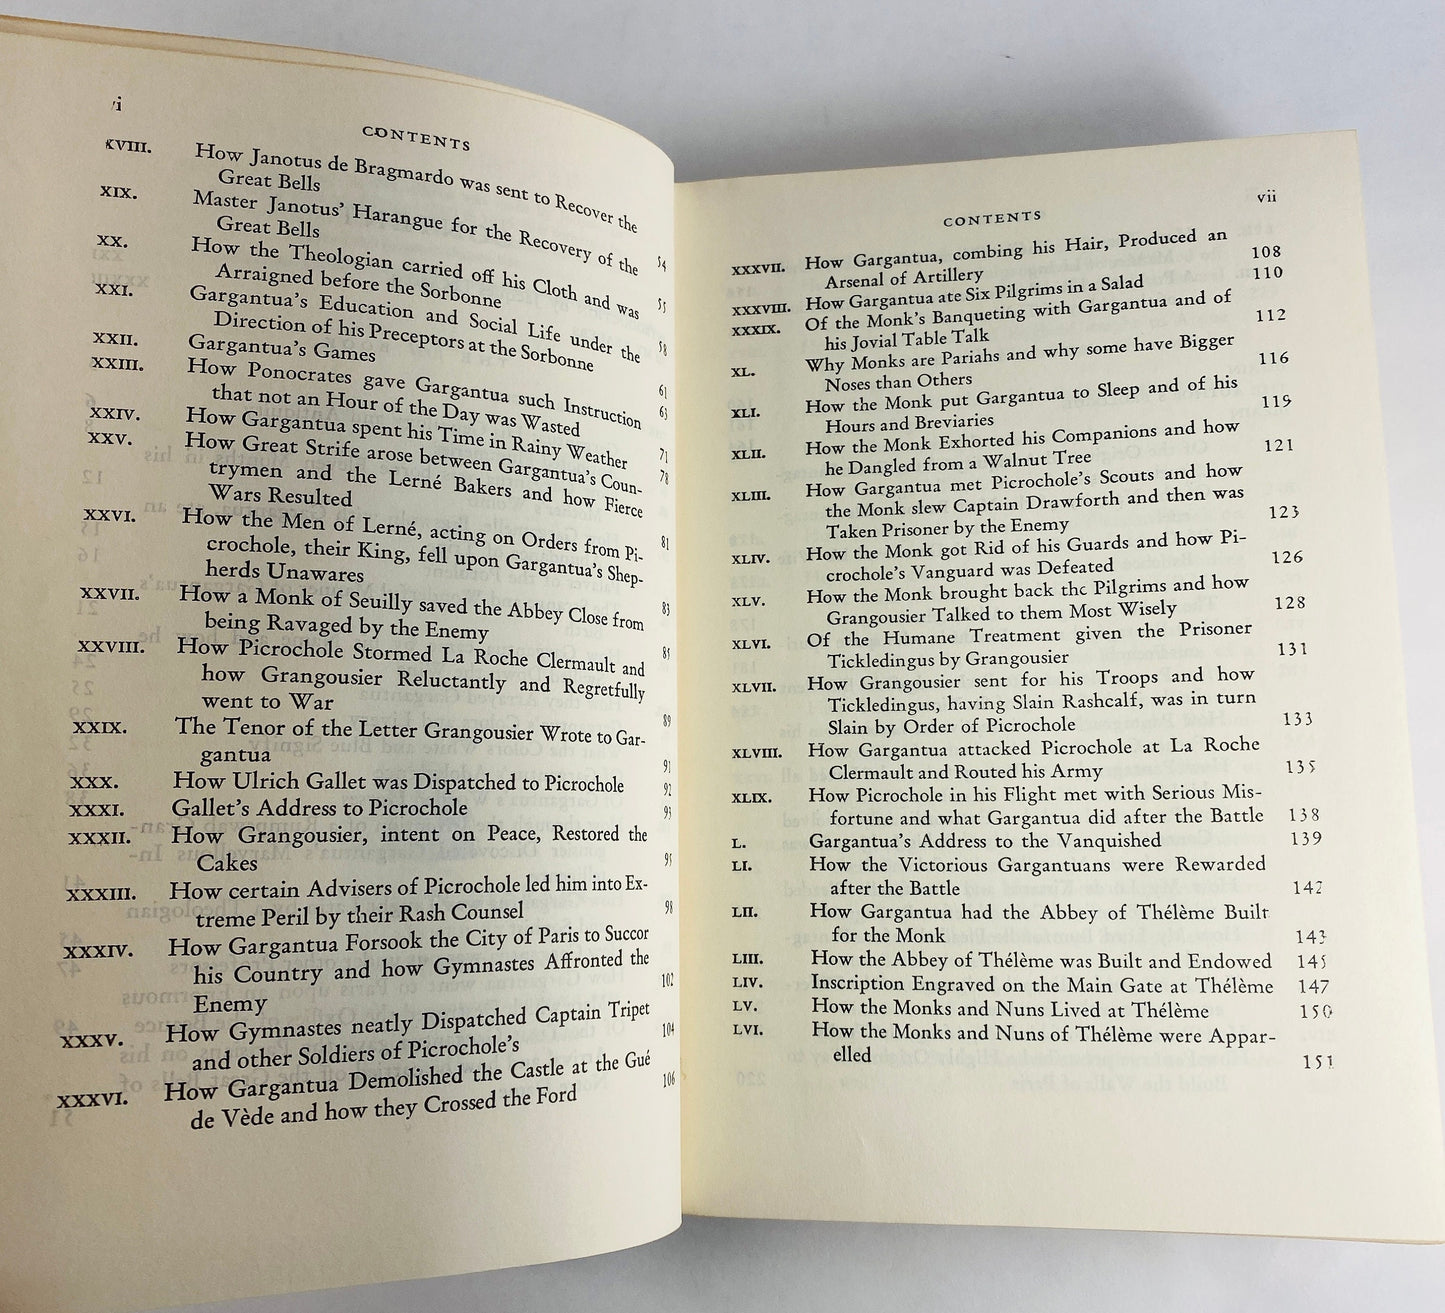 vi
CONTENTS
XVIII. How Janotus de Bragmardo was sent to Recover the
Great Bells 54
XIX. Master Janotus' Harangue for the Recovery of the
Great Bells 55
XX. How the Theologian carried off his Cloth and was
Arraigned before the Sorbonne 58
XXI. Gargantua's Education and Social Life under the
Direction of his Preceptors at the Sorbonne 61
XXII. Gargantua's Games 63
XXIII. How Ponocrates gave Gargantua such Instruction
that not an Hour of the Day was Wasted 71
XXIV. How Gargantua spent his Time in Rainy Weather 78
XXV. How Great Strife arose between Gargantua's Coun-
trymen and the Lerné Bakers and how Fierce
Wars Resulted 81
XXVI. How the Men of Lerné, acting on Orders from Pi-
crochole, their King, fell upon Gargantua's Shep-
herds Unawares 83
XXVII. How a Monk of Seuilly saved the Abbey Close from
being Ravaged by the Enemy 85
XXVIII. How Picrochole Stormed La Roche Clermault and
how Grangousier Reluctantly and Regretfully
went to War 89
XXIX. The Tenor of the Letter Grangousier Wrote to Gar-
gantua 91
XXX. How Ulrich Gallet was Dispatched to Picrochole 92
XXXI. Gallet's Address to Picrochole 93
XXXII. How Grangousier, intent on Peace, Restored the
Cakes 95
XXXIII. How certain Advisers of Picrochole led him into Ex-
treme Peril by their Rash Counsel 98
XXXIV. How Gargantua Forsook the City of Paris to Succor
his Country and how Gymnastes Affronted the
Enemy 102
XXXV. How Gymnastes neatly Dispatched Captain Tripet
and other Soldiers of Picrochole's 104
XXXVI. How Gargantua Demolished the Castle at the Gué
de Vède and how they Crossed the Ford 106
vii
CONTENTS
XXXVII. How Gargantua, combing his Hair, Produced an
Arsenal of Artillery 108
XXXVIII. How Gargantua ate Six Pilgrims in a Salad 110
XXXIX. Of the Monk's Banqueting with Gargantua and of
his Jovial Table Talk 112
XL. Why Monks are Pariahs and why some have Bigger
Noses than Others 116
XLI. How the Monk put Gargantua to Sleep and of his
Hours and Breviaries 119
XLII. How the Monk Exhorted his Companions and how
he Dangled from a Walnut Tree 121
XLIII. How Gargantua met Picrochole's Scouts and how
the Monk slew Captain Drawforth and then was
Taken Prisoner by the Enemy 123
XLIV. How the Monk got Rid of his Guards and how Pi-
crochole's Vanguard was Defeated 126
XLV. How the Monk brought back the Pilgrims and how
Grangousier Talked to them Most Wisely 128
XLVI. Of the Humane Treatment given the Prisoner
Tickledingus by Grangousier 131
XLVII. How Grangousier sent for his Troops and how
Tickledingus, having Slain Rashcalf, was in turn
Slain by Order of Picrochole 133
XLVIII. How Gargantua attacked Picrochole at La Roche
Clermault and Routed his Army 135
XLIX. How Picrochole in his Flight met with Serious Mis-
fortune and what Gargantua did after the Battle 138
L. Gargantua's Address to the Vanquished 139
LI. How the Victorious Gargantuans were Rewarded
after the Battle 142
LII. How Gargantua had the Abbey of Thélème Built
for the Monk 143
LIII. How the Abbey of Thélème was Built and Endowed 145
LIV. Inscription Engraved on the Main Gate at Thélème 147
LV. How the Monks and Nuns Lived at Thélème 150
LVI. How the Monks and Nuns of Thélème were Appar-
elled 151